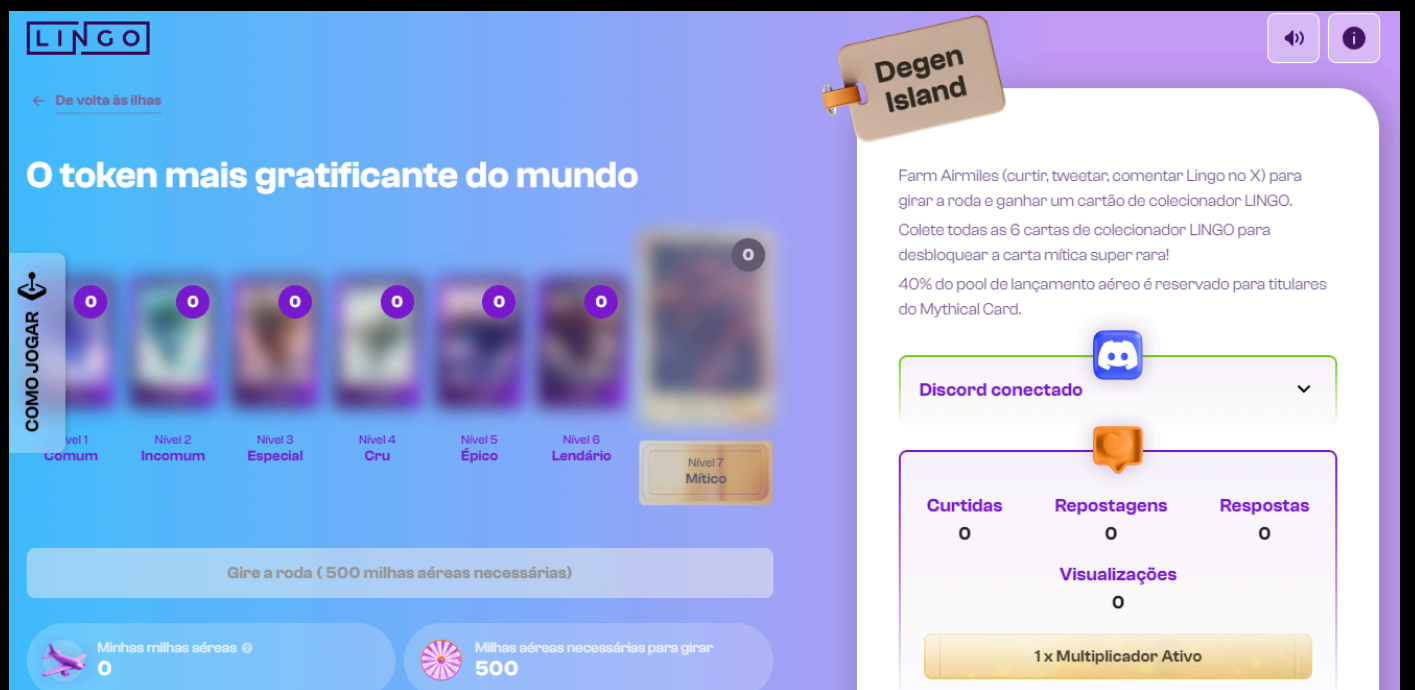 LINGO
De volta às ilhas
O token mais gratificante do mundo
COMO JOGAR
0
0
0
0
0
0
0
Nível 2
Nível 3
Nível 4
Nível 5
Nível 6
Comum
Incomum
Especial
Cru
Épico
Lendário
Nível 7
Mítico
Gire a roda ( 500 milhas aéreas necessárias)
Minhas milhas aéreas
0
Milhas aéreas necessárias para girar
500
Degen
Island
Farm Airmiles (curtir, tweetar, comentar Lingo no X) para
girar a roda e ganhar um cartão de colecionador LINGO.
Colete todas as 6 cartas de colecionador LINGO para
desbloquear a carta mítica super rara!
40% do pool de lançamento aéreo é reservado para titulares
do Mythical Card.
Discord conectado
Curtidas
0
Repostagens
0
Respostas
0
Visualizações
0
1 x Multiplicador Ativo